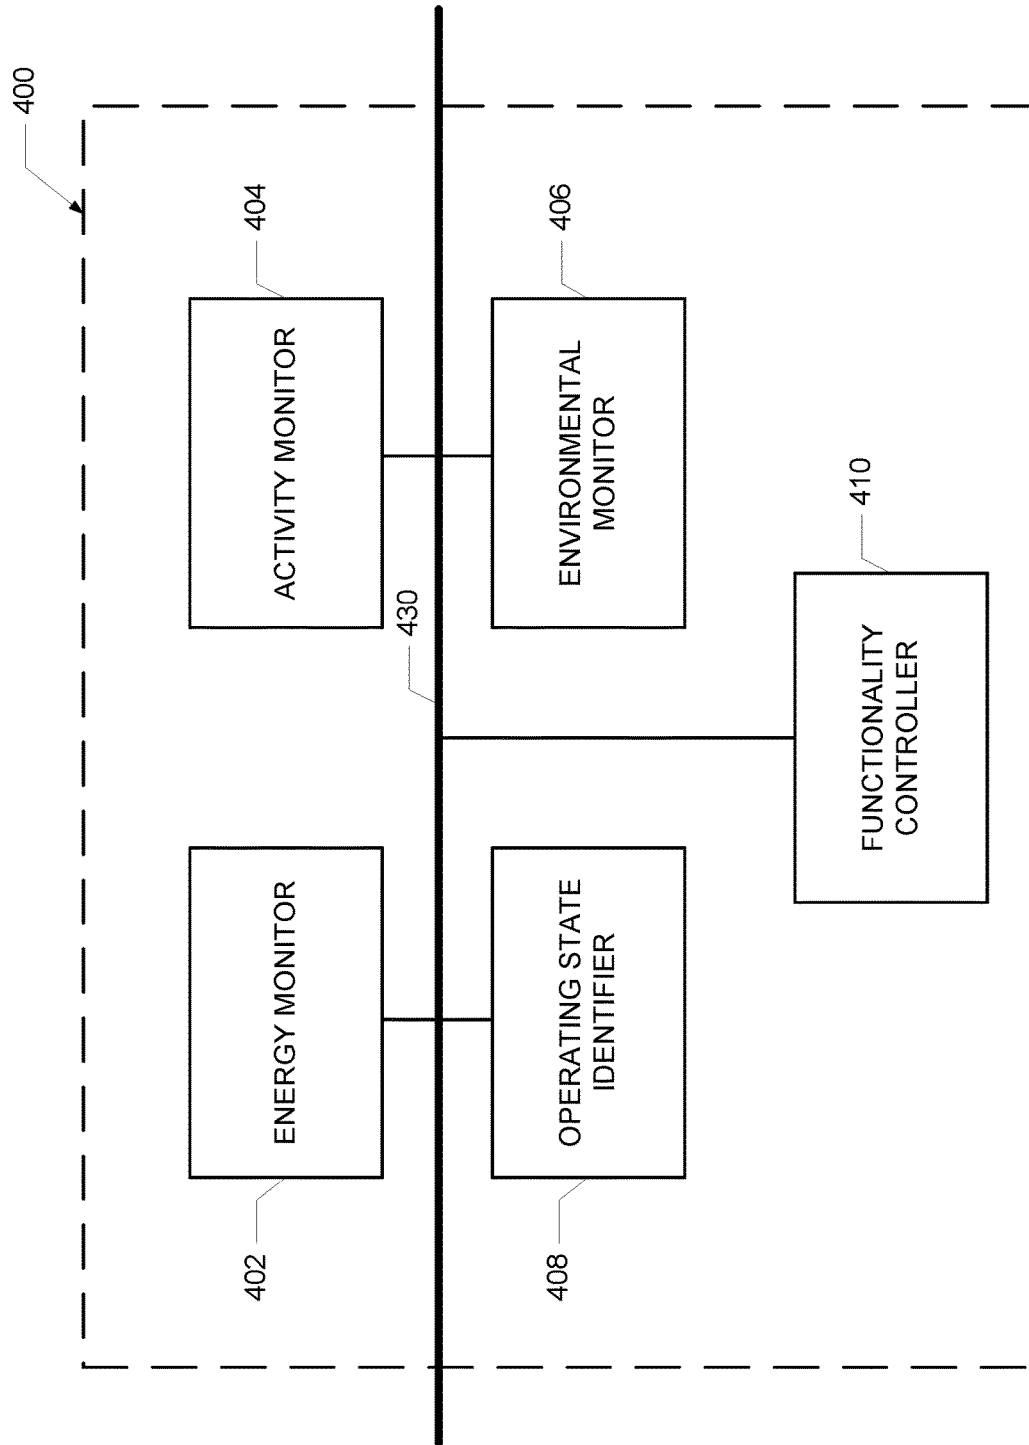 400
402
ENERGY MONITOR
ACTIVITY MONITOR
404
430
408
OPERATING STATE
IDENTIFIER
ENVIRONMENTAL
MONITOR
406
FUNCTIONALITY
CONTROLLER
410